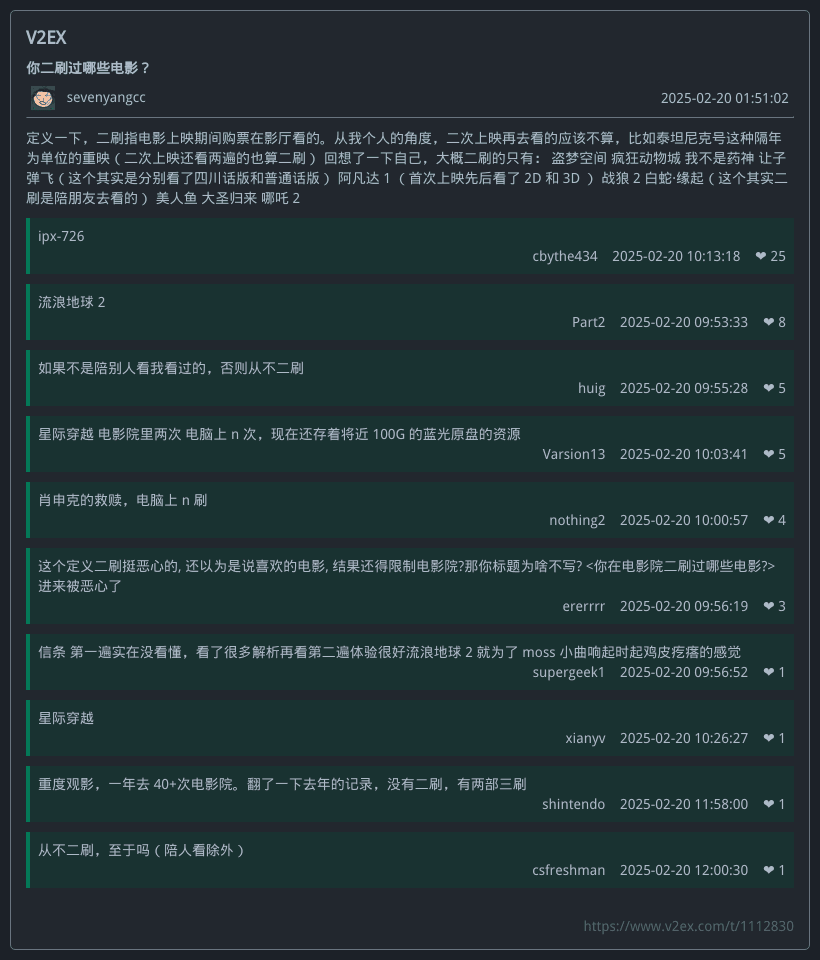 V2EX
你二刷过哪些电影？
sevenyangcc 2025-02-20 01:51:02
定义一下，二刷指电影上映期间购票在影厅看的。从我个人的角度，二次上映再去看的应该不算，比如泰坦尼克号这种隔年
为单位的重映（二次上映还看两遍的也算二刷） 回想了一下自己，大概二刷的只有： 盗梦空间 疯狂动物城 我不是药神 让子
弹飞（这个其实是分别看了四川话版和普通话版） 阿凡达 1 （首次上映先后看了 2D 和 3D ） 战狼 2 白蛇·缘起（这个其实二
刷是陪朋友去看的） 美人鱼 大圣归来 哪吒 2
ipx-726
cbythe434 2025-02-20 10:13:18 ❤ 25
流浪地球 2
Part2 2025-02-20 09:53:33 ❤ 8
如果不是陪别人看我看过的，否则从不二刷
huig 2025-02-20 09:55:28 ❤ 5
星际穿越 电影院里两次 电脑上 n 次，现在还存着将近 100G 的蓝光原盘的资源
Varsion13 2025-02-20 10:03:41 ❤ 5
肖申克的救赎，电脑上 n 刷
nothing2 2025-02-20 10:00:57 ❤ 4
这个定义二刷挺恶心的, 还以为是说喜欢的电影, 结果还得限制电影院?那你标题为啥不写? <你在电影院二刷过哪些电影?>
进来被恶心了
ererrrr 2025-02-20 09:56:19 ❤ 3
信条 第一遍实在没看懂，看了很多解析再看第二遍体验很好流浪地球 2 就为了 moss 小曲响起时起鸡皮疙瘩的感觉
supergeek1 2025-02-20 09:56:52 ❤ 1
星际穿越
xianyv 2025-02-20 10:26:27 ❤ 1
重度观影，一年去 40+次电影院。翻了一下去年的记录，没有二刷，有两部三刷
shintendo 2025-02-20 11:58:00 ❤ 1
从不二刷，至于吗（陪人看除外）
csfreshman 2025-02-20 12:00:30 ❤ 1
https://www.v2ex.com/t/1112830